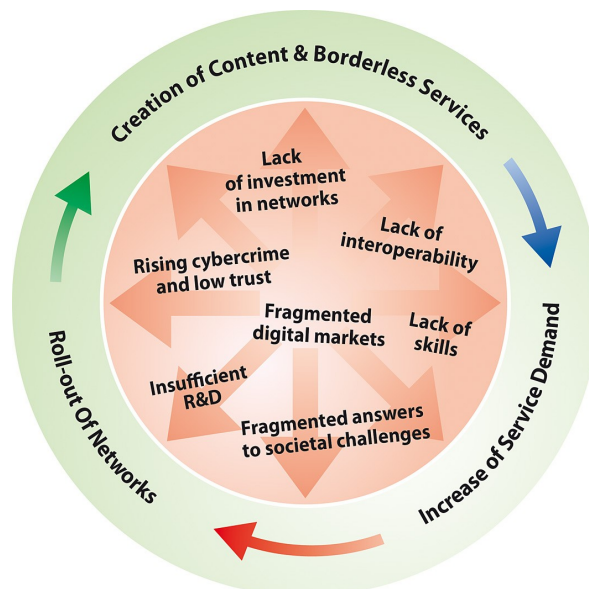 Creation of Content & Borderless Services
Lack
of investment
in networks
Lack of
interoperability
Rising cybercrime
and low trust
Fragmented
digital markets
Lack of
skills
Insufficient
R&D
Fragmented answers
to societal challenges
Increase of Service Demand
Roll-out Of Networks